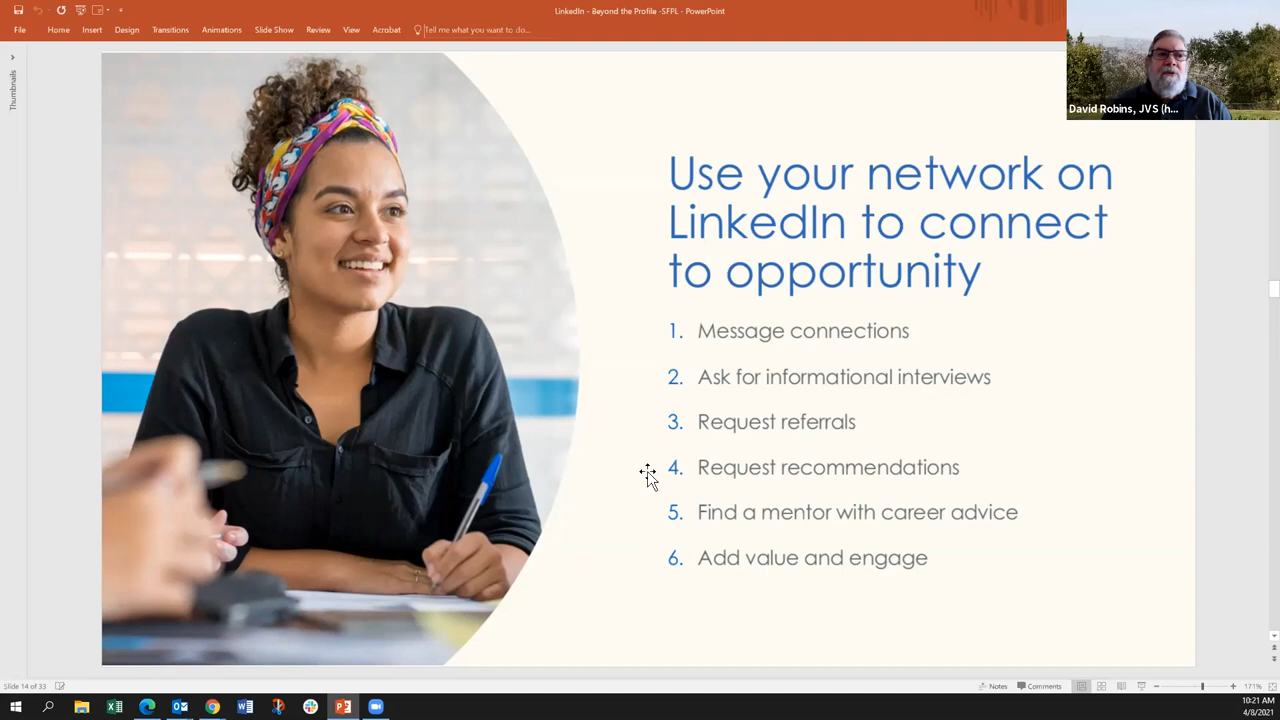 LinkedIn - Beyond the Profile -SFPL - PowerPoint
File Home Insert Design Transitions Animations Slide Show Review View Acrobat Tell me what you want to do...
David Robins, JVS (h...
Thumbnails
Use your network on
LinkedIn to connect
to opportunity
1. Message connections
2. Ask for informational interviews
3. Request referrals
4. Request recommendations
5. Find a mentor with career advice
6. Add value and engage
Slide 14 of 33 Notes Comments 171%
10:21 AM
4/8/2021